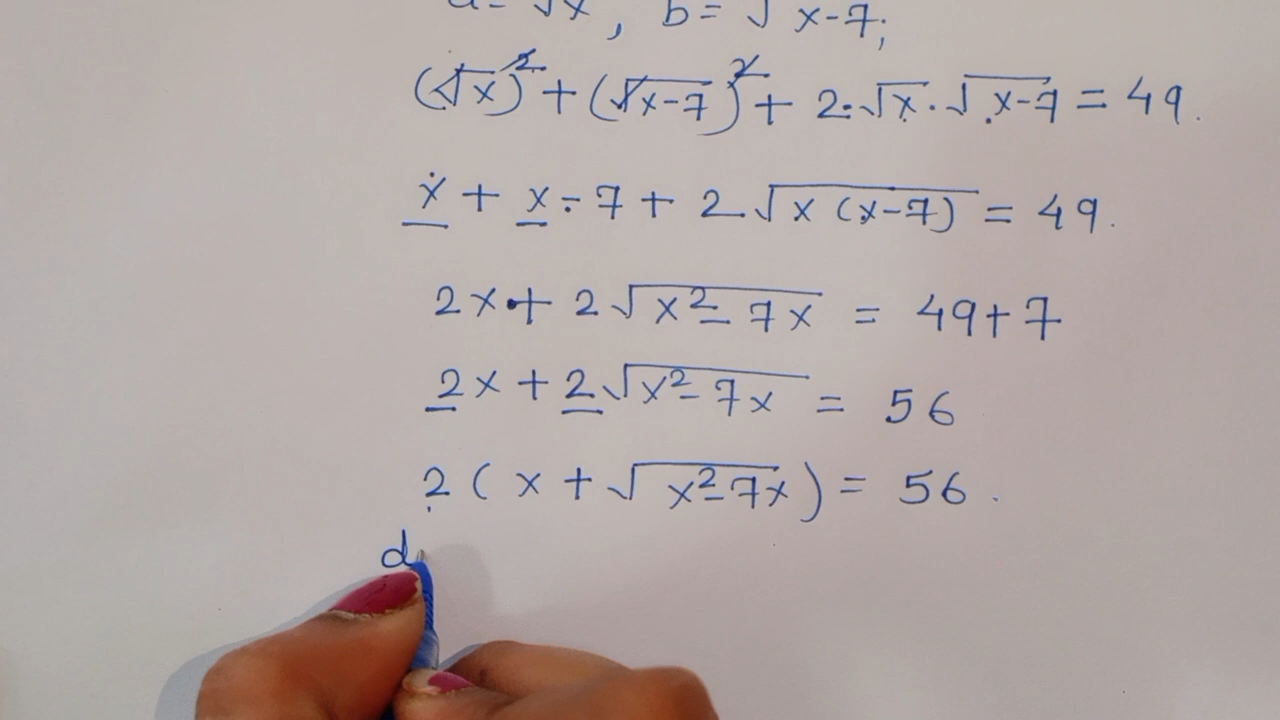 a = √x, b = √x-7;
(√x)² + (√x-7)² + 2·√x·√x-7 = 49.
x + x - 7 + 2√x(x-7) = 49.
2x + 2√x²-7x = 49+7
2x + 2√x²-7x = 56
2(x + √x²-7x) = 56.
d